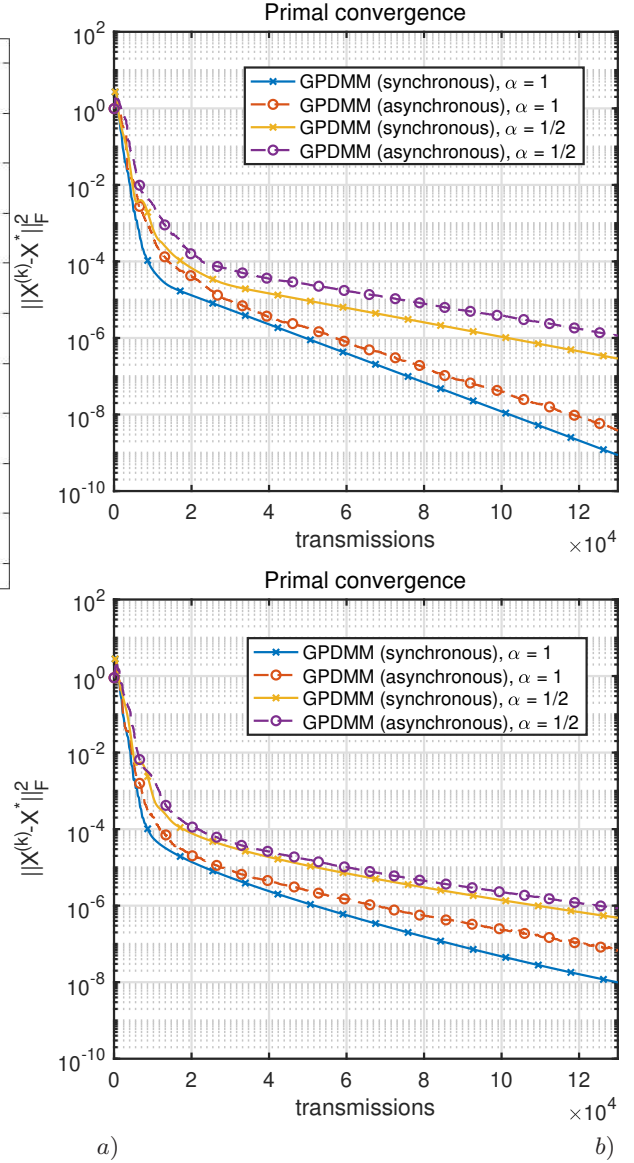 Primal convergence
10^2
10^0
10^-2
10^-4
10^-6
10^-8
10^-10
||X^(k)-X^*||_F^2
GPDMM (synchronous), α = 1
GPDMM (asynchronous), α = 1
GPDMM (synchronous), α = 1/2
GPDMM (asynchronous), α = 1/2
0 2 4 6 8 10 12
transmissions
×10^4
Primal convergence
10^2
10^0
10^-2
10^-4
10^-6
10^-8
10^-10
||X^(k)-X^*||_F^2
GPDMM (synchronous), α = 1
GPDMM (asynchronous), α = 1
GPDMM (synchronous), α = 1/2
GPDMM (asynchronous), α = 1/2
0 2 4 6 8 10 12
transmissions
×10^4
a) b)